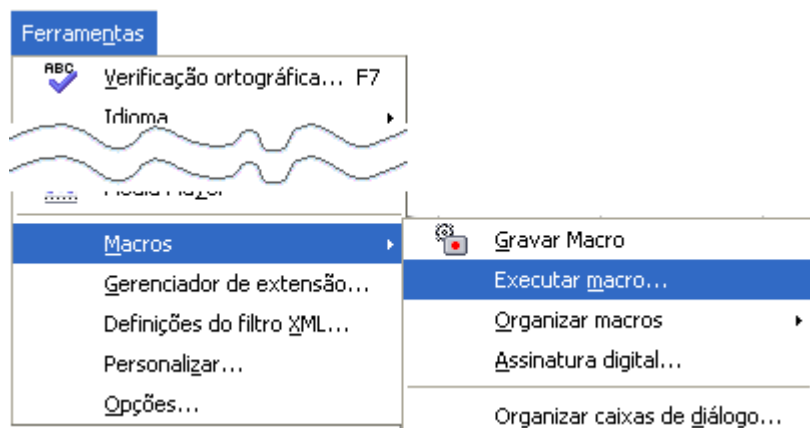 Ferramentas
ABC
Verificação ortográfica... F7
Idioma
Macros
Gravar Macro
Gerenciador de extensão...
Executar macro...
Definições do filtro XML...
Organizar macros
Personalizar...
Assinatura digital...
Opções...
Organizar caixas de diálogo...